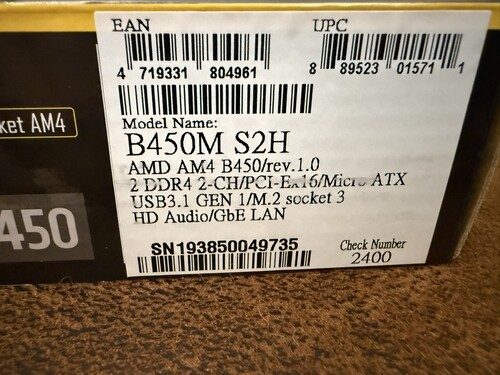 EAN UPC
4 719331 804961 8 89523 01571 1
Model Name:
B450M S2H
AMD AM4 B450/rev.1.0
2 DDR4 2-CH/PCI-Ex16/Micro ATX
USB3.1 GEN 1/M.2 socket 3
HD Audio/GbE LAN
SN193850049735 Check Number
2400
ket AM4
450